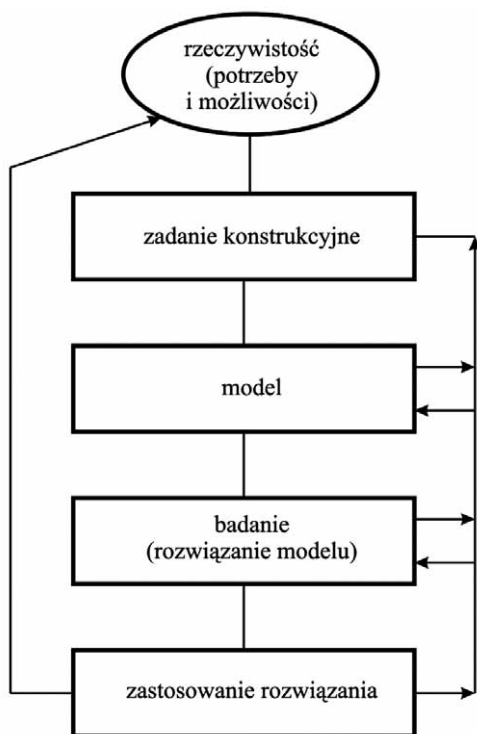 rzeczywistość
(potrzeby
i możliwości)
zadanie konstrukcyjne
model
badanie
(rozwiązanie modelu)
zastosowanie rozwiązania